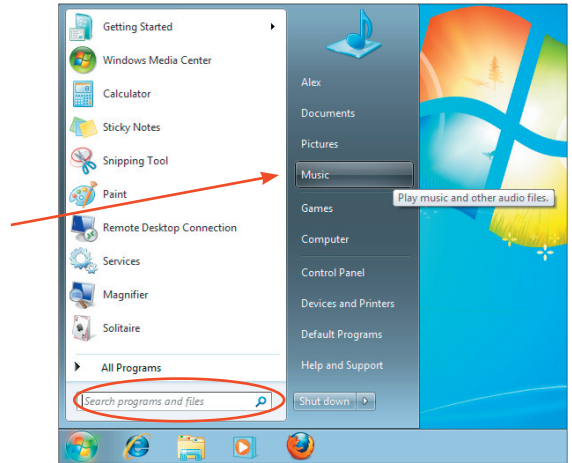 Getting Started
Windows Media Center
Calculator
Sticky Notes
Snipping Tool
Paint
Remote Desktop Connection
Services
Magnifier
Solitaire
All Programs
Search programs and files
Alex
Documents
Pictures
Music
Play music and other audio files.
Games
Computer
Control Panel
Devices and Printers
Default Programs
Help and Support
Shut down